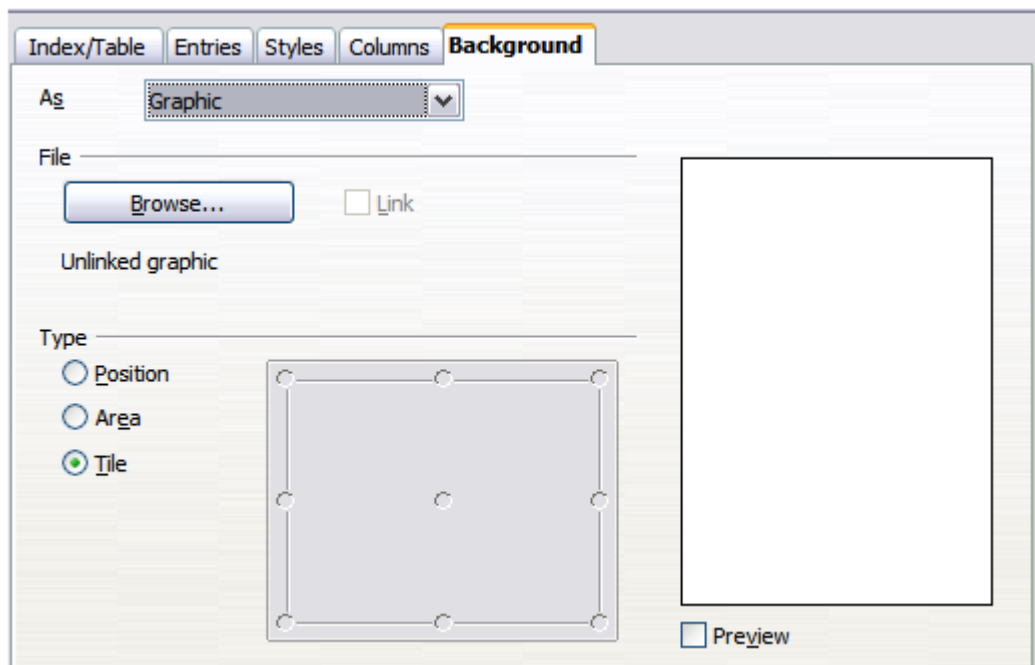 Index/Table Entries Styles Columns Background
As Graphic
File
Browse... Link
Unlinked graphic
Type
Position
Area
Tile
Preview